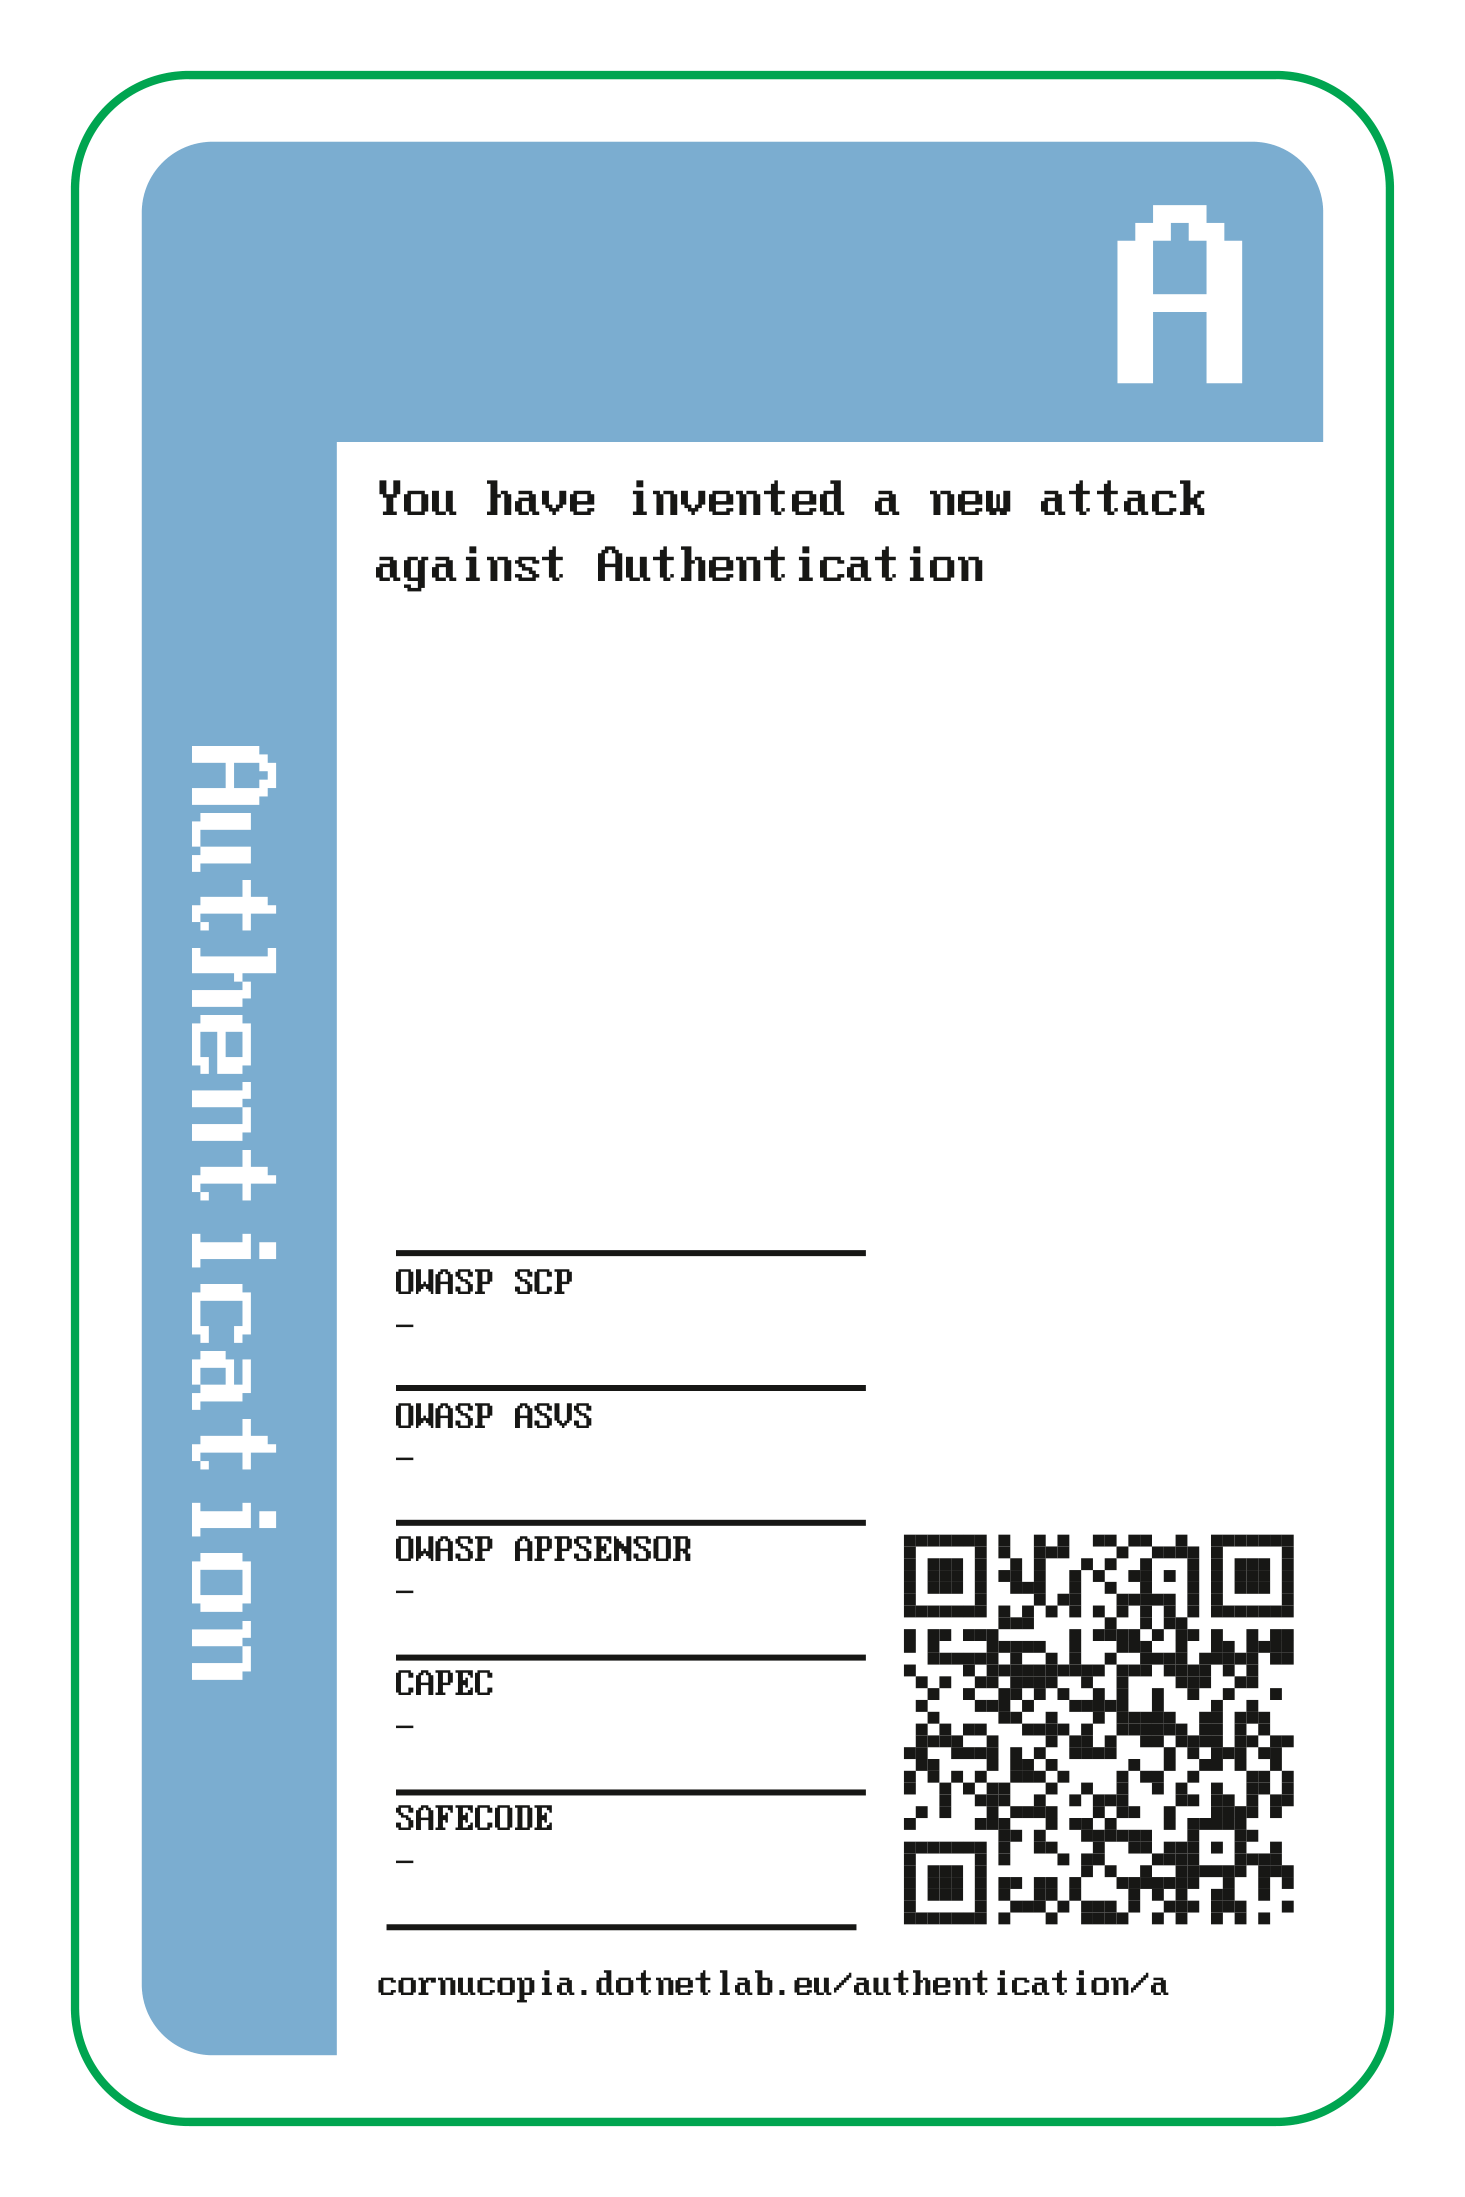 A
You have invented a new attack
against Authentication
Authentication
OWASP SCP
–
OWASP ASVS
–
OWASP APPSENSOR
–
CAPEC
–
SAFECODE
–
cornucopia.dotnetlab.eu/authentication/a